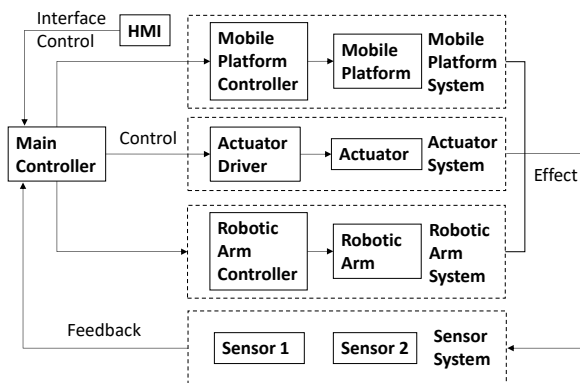 Interface
Control
HMI
Mobile
Platform
Controller
Mobile
Platform
Mobile
Platform
System
Main
Controller
Control
Actuator
Driver
Actuator
Actuator
System
Effect
Robotic
Arm
Controller
Robotic
Arm
Robotic
Arm
System
Feedback
Sensor 1
Sensor 2
Sensor
System